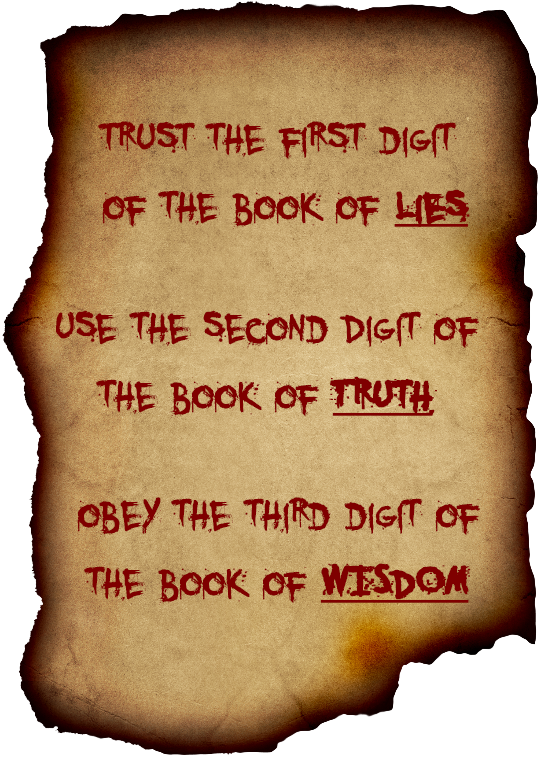 TRUST THE FIRST DIGIT
OF THE BOOK OF LIES
USE THE SECOND DIGIT OF
THE BOOK OF TRUTH
OBEY THE THIRD DIGIT OF
THE BOOK OF WISDOM